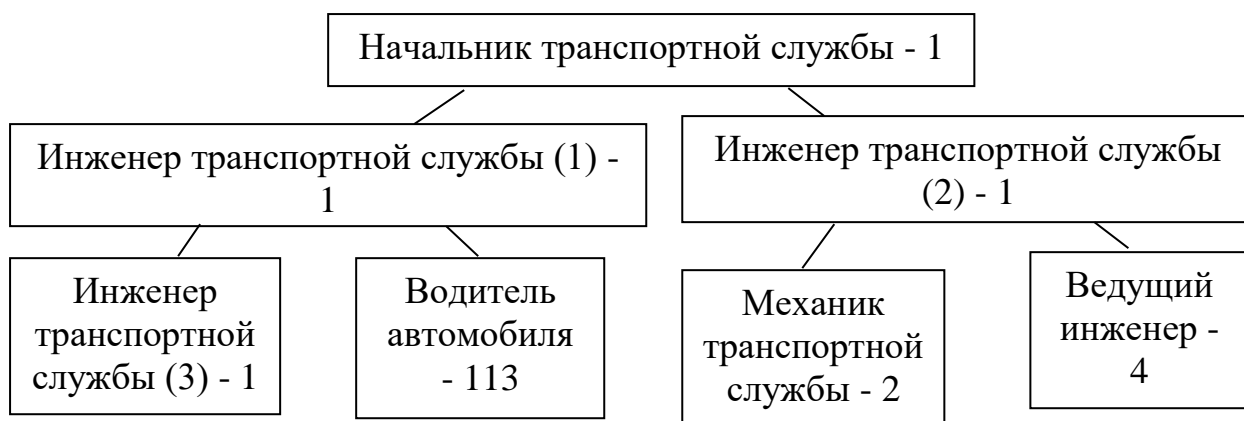 Начальник транспортной службы - 1
Инженер транспортной службы (1) -
1
Инженер транспортной службы
(2) - 1
Инженер
транспортной
службы (3) - 1
Водитель
автомобиля
- 113
Механик
транспортной
службы - 2
Ведущий
инженер -
4